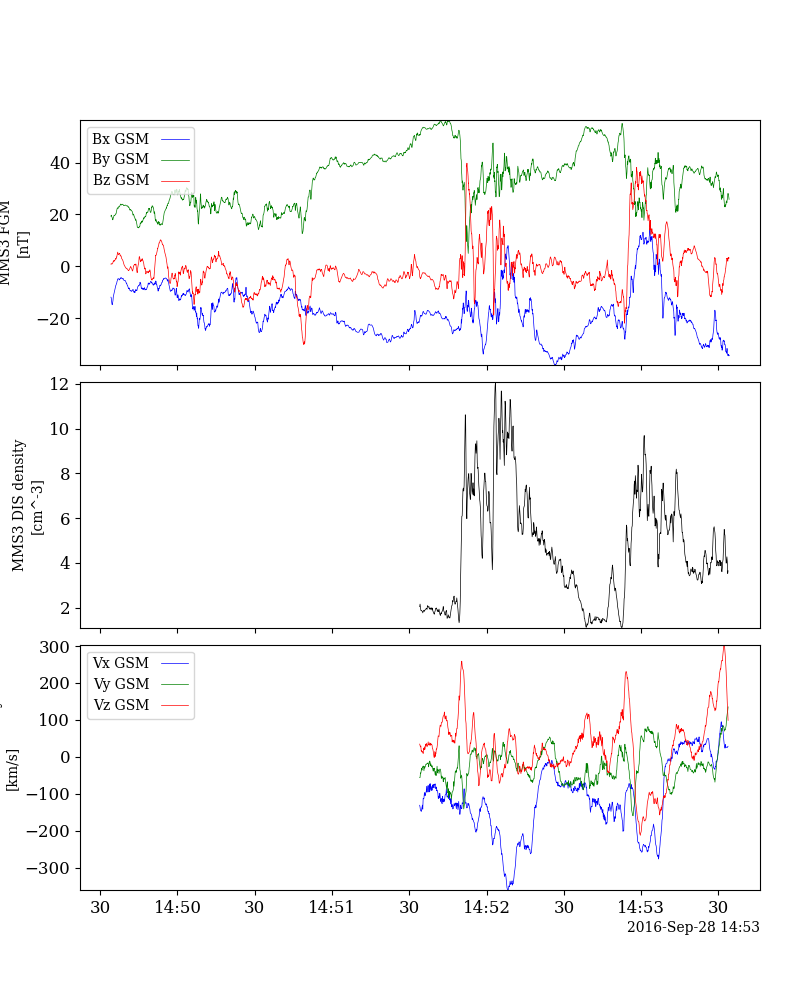 Bx GSM
By GSM
Bz GSM
40
20
0
−20
MMS3 FGM
[nT]
12
10
8
6
4
2
MMS3 DIS density
[cm^-3]
Vx GSM
Vy GSM
Vz GSM
300
200
100
0
−100
−200
−300
[km/s]
30 14:50 30 14:51 30 14:52 30 14:53 30
2016-Sep-28 14:53